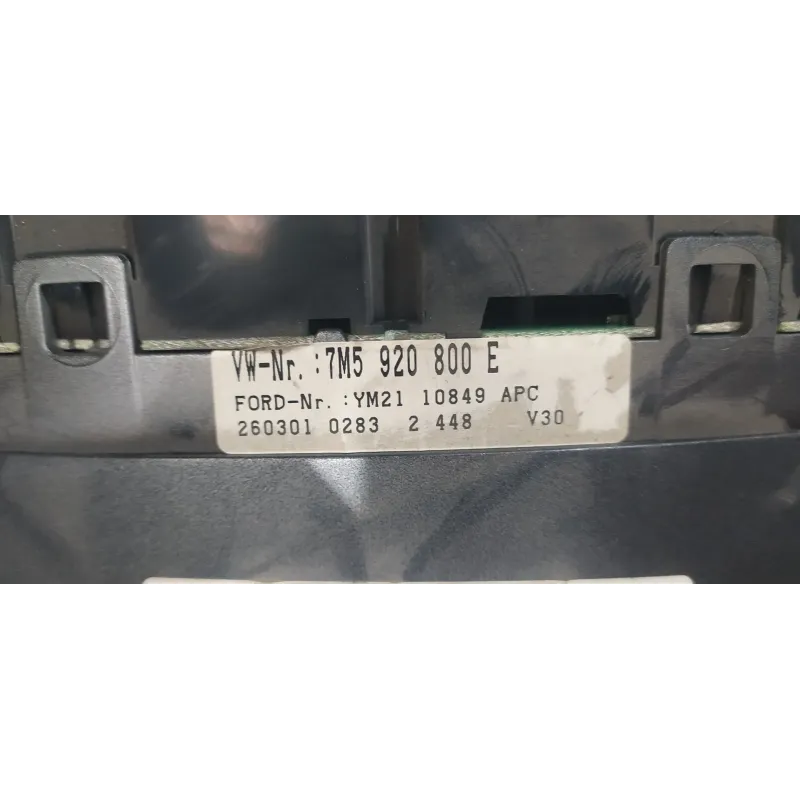 VW-Nr.:7M5 920 800 E
FORD-Nr.:YM21 10849 APC
260301 0283 2 448 V30